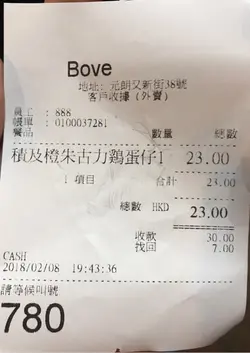 Bove
地址: 元朗又新街38號
客戶收據 (外賣)
員工 : 888
帳單 : 0100037281
餐品 數量 總數
積及橙朱古力鷄蛋仔1 23.00
1 項目 合計 23.00
總數 HKD 23.00
收款 30.00
找回 7.00
CASH
2018/02/08 19:43:36
請等候叫號
780